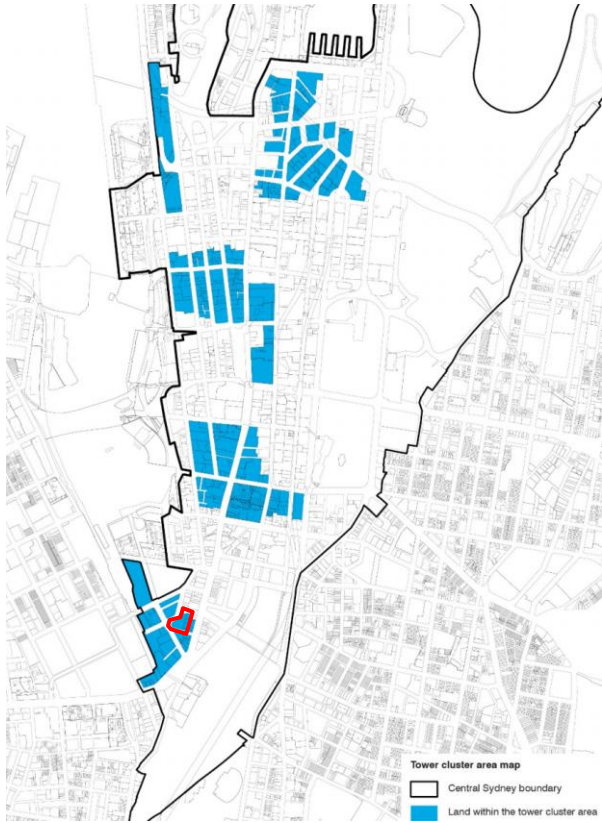 Tower cluster area map
Central Sydney boundary
Land within the tower cluster area